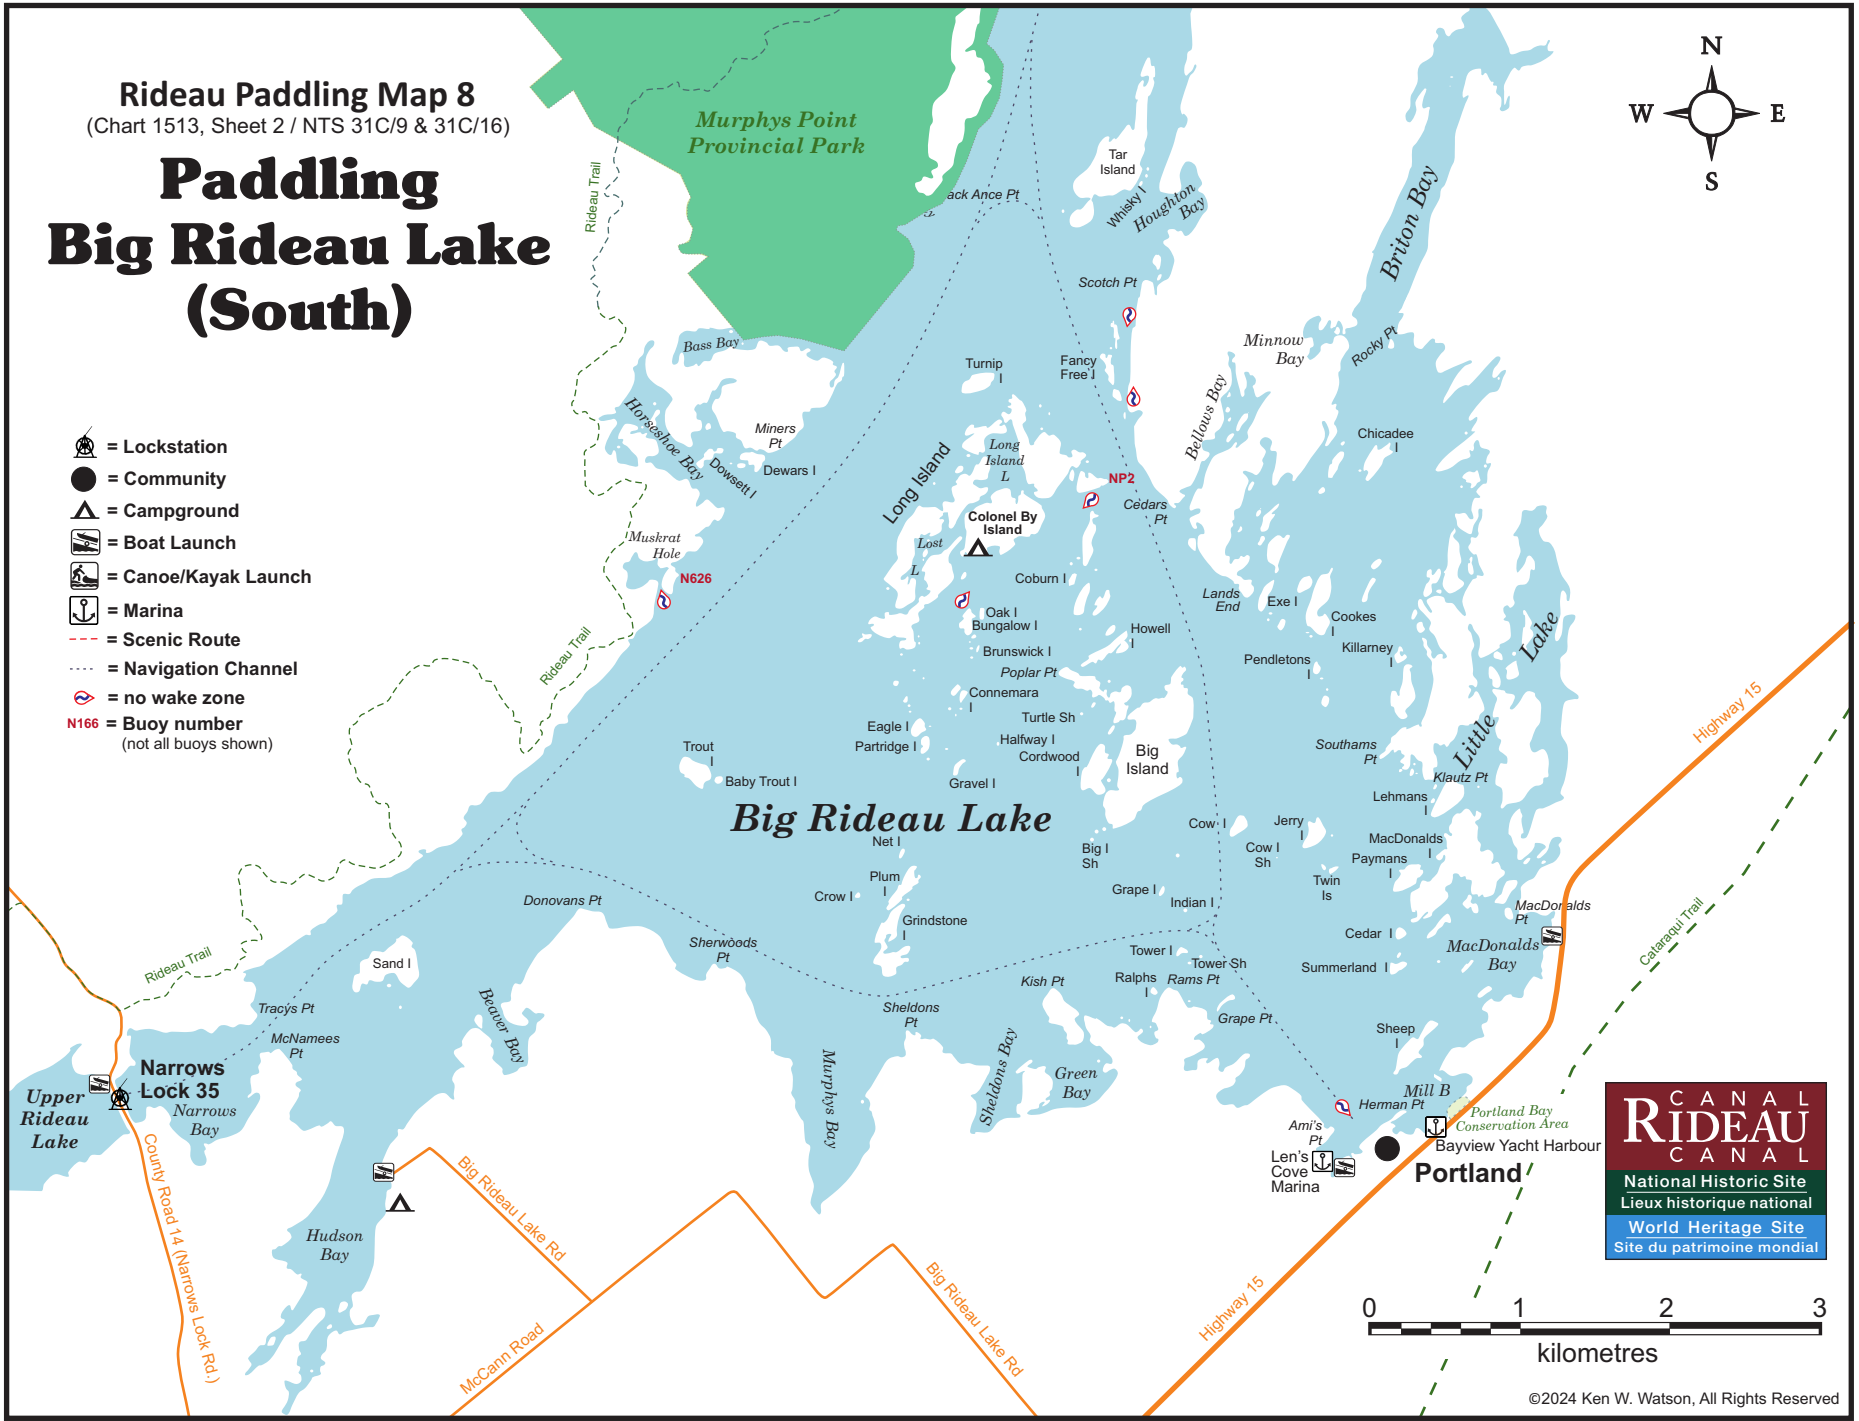 Rideau Paddling Map 8
(Chart 1513, Sheet 2 / NTS 31C/9 & 31C/16)
Paddling
Big Rideau Lake
(South)
= Lockstation
= Community
= Campground
= Boat Launch
= Canoe/Kayak Launch
= Marina
= Scenic Route
= Navigation Channel
= no wake zone
N166 = Buoy number
(not all buoys shown)
Murphys Point
Provincial Park
Rideau Trail
ack Ance Pt
y
Tar
Island
Whisky I
Houghton
Bay
Scotch Pt
Briton Bay
N
W
E
S
Bass Bay
Turnip
I
Fancy
Free I
Minnow
Bay
Rocky Pt
Horseshoe Bay
Miners
Pt
Dowsett I
Dewars I
Bellows Bay
Chicadee
I
Long Island
Long
Island
L
NP2
Cedars
Pt
Colonel By
Island
Muskrat
Hole
Lost
L
N626
Coburn I
Lands
End
Exe I
Oak I
Bungalow I
Cookes
I
Howell
I
Killarney
I
Brunswick I
Poplar Pt
Pendletons
I
Rideau Trail
Little Lake
Connemara
I
Turtle Sh
Eagle I
Partridge I
Halfway I
Cordwood
I
Big
Island
Southams
Pt
Klautz Pt
Highway 15
Trout
I
Baby Trout I
Gravel I
Lehmans
I
Big Rideau Lake
Net I
Cow I
Jerry
I
Big I
Sh
Cow I
Sh
MacDonalds
I
Paymans
I
Plum
I
Crow I
Grape I
Twin
Is
Indian I
Donovans Pt
Grindstone
I
MacDonalds
Pt
Cedar I
Sherwoods
Pt
Tower I
MacDonalds
Bay
Cataraqui Trail
Sand I
Tower Sh
Summerland I
Rideau Trail
Kish Pt
Ralphs
I
Rams Pt
Tracys Pt
Beaver Bay
Sheldons
Pt
Grape Pt
McNamees
Pt
Sheep
I
Narrows
Lock 35
Upper
Rideau
Lake
Narrows
Bay
Murphys Bay
Sheldons Bay
Green
Bay
Mill B
Herman Pt
Portland Bay
Conservation Area
Ami's
Pt
Bayview Yacht Harbour
Len's
Cove
Marina
Portland
County Road 14 (Narrows Lock Rd.)
Big Rideau Lake Rd
Hudson
Bay
McCann Road
Big Rideau Lake Rd
Highway 15
CANAL
RIDEAU
CANAL
National Historic Site
Lieux historique national
World Heritage Site
Site du patrimoine mondial
0 1 2 3
kilometres
©2024 Ken W. Watson, All Rights Reserved